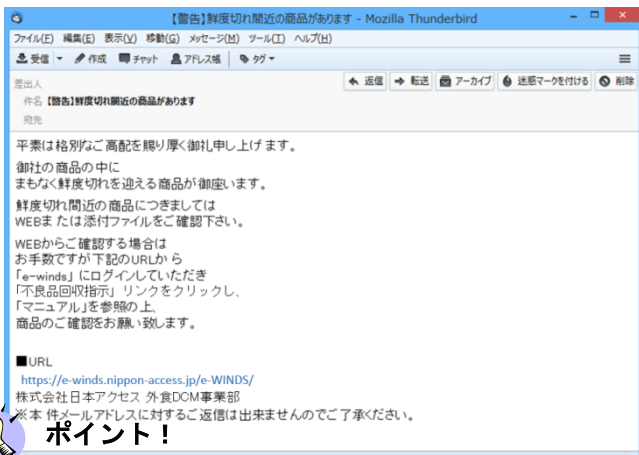 【警告】鮮度切れ間近の商品があります - Mozilla Thunderbird
ファイル(F) 編集(E) 表示(V) 移動(G) メッセージ(M) ツール(T) ヘルプ(H)
受信 作成 チャット アドレス帳 タグ
差出人 返信 転送 アーカイブ 迷惑マークを付ける 削除
件名 【警告】鮮度切れ間近の商品があります
宛先
平素は格別なご高配を賜り厚く御礼申し上げます。
御社の商品の中に
まもなく鮮度切れを迎える商品が御座います。
鮮度切れ間近の商品につきましては
WEBまたは添付ファイルをご確認下さい。
WEBからご確認する場合は
お手数ですが下記のURLから
「e-winds」にログインしていただき
「不良品回収指示」リンクをクリックし、
「マニュアル」を参照の上、
商品のご確認をお願い致します。
■URL
https://e-winds.nippon-access.jp/e-WINDS/
株式会社日本アクセス 外食DCM事業部
※本件メールアドレスに対するご返信は出来ませんのでご了承ください。
ポイント！